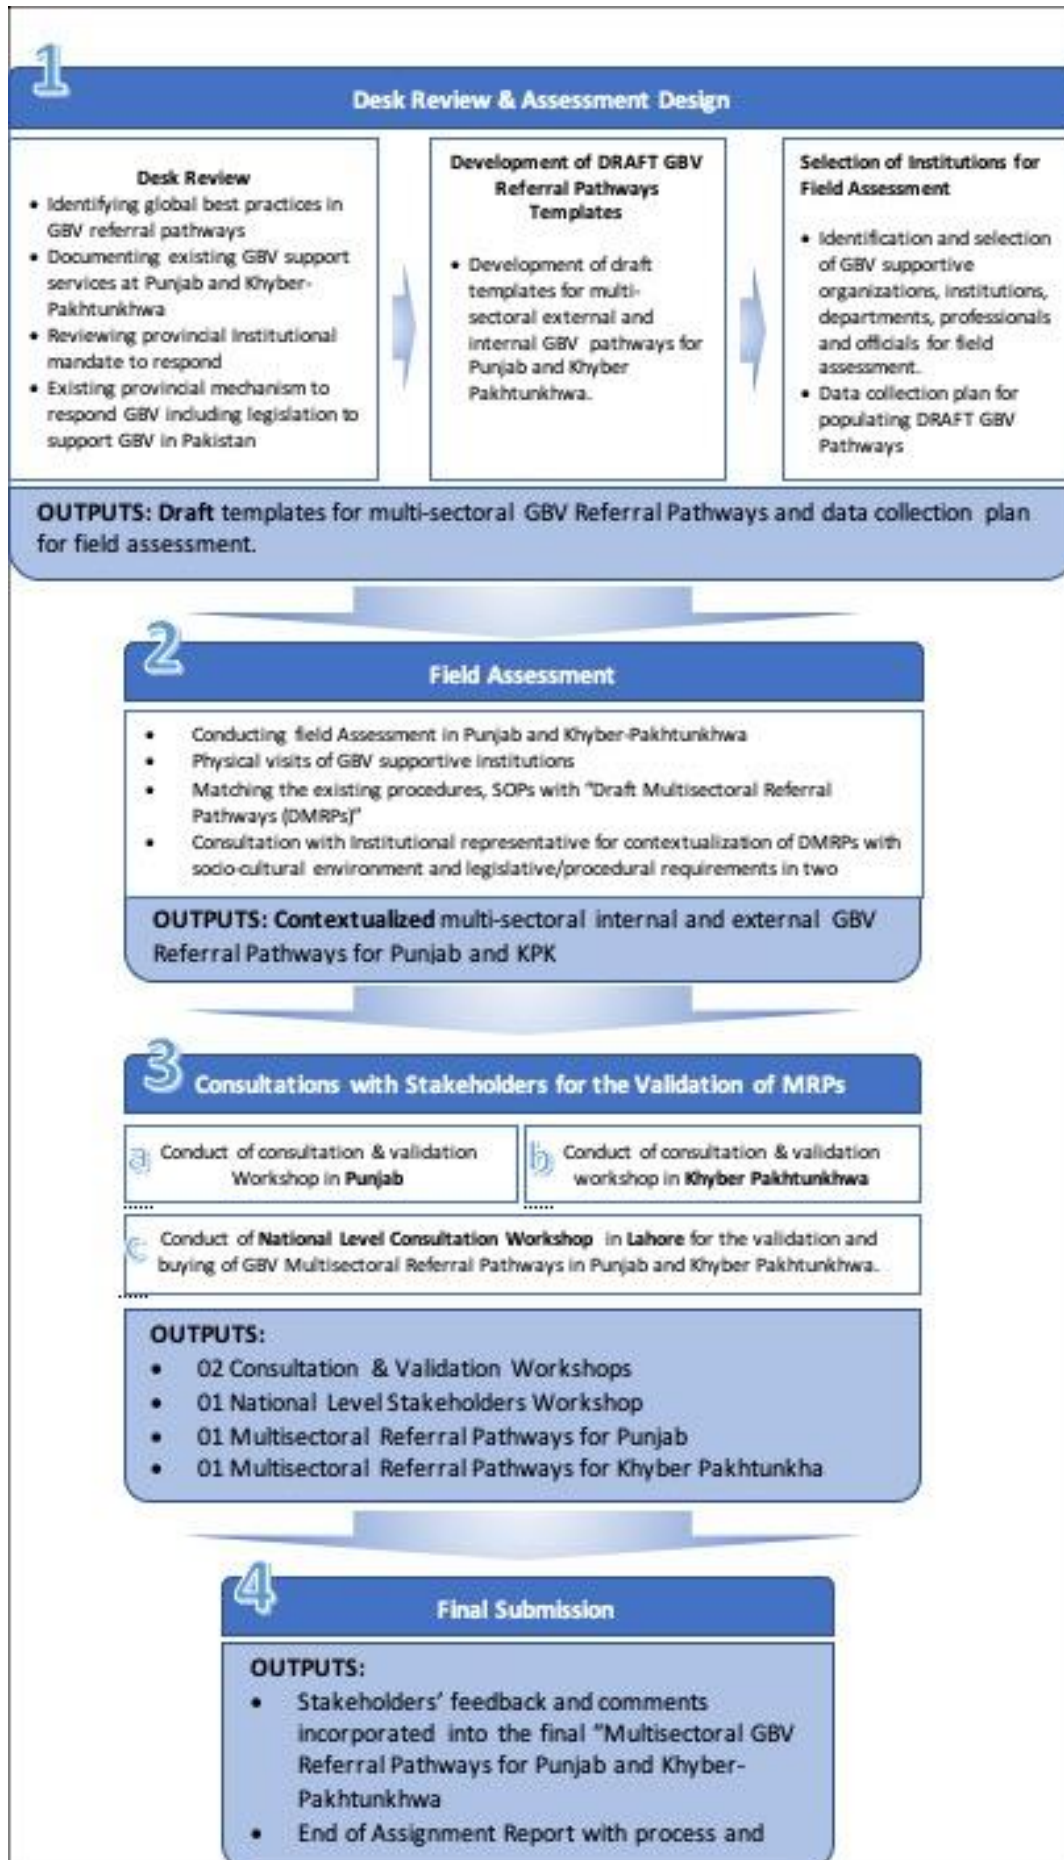 1
Desk Review & Assessment Design
Desk Review
• Identifying global best practices in
GBV referral pathways
• Documenting existing GBV support
services at Punjab and Khyber-
Pakhtunkhwa
• Reviewing provincial Institutional
mandate to respond
• Existing provincial mechanism to
respond GBV including legislation to
support GBV in Pakistan
Development of DRAFT GBV
Referral Pathways
Templates
• Development of draft
templates for multi-
sectoral external and
internal GBV pathways for
Punjab and Khyber
Pakhtunkhwa.
Selection of Institutions for
Field Assessment
• Identification and selection
of GBV supportive
organizations, institutions,
departments, professionals
and officials for field
assessment.
• Data collection plan for
populating DRAFT GBV
Pathways
OUTPUTS: Draft templates for multi-sectoral GBV Referral Pathways and data collection plan
for field assessment.
2
Field Assessment
• Conducting field Assessment in Punjab and Khyber-Pakhtunkhwa
• Physical visits of GBV supportive institutions
• Matching the existing procedures, SOPs with "Draft Multisectoral Referral
Pathways (DMRPs)"
• Consultation with Institutional representative for contextualization of DMRPs with
socio-cultural environment and legislative/procedural requirements in two
OUTPUTS: Contextualized multi-sectoral internal and external GBV
Referral Pathways for Punjab and KPK
3
Consultations with Stakeholders for the Validation of MRPs
a
Conduct of consultation & validation
Workshop in Punjab
b
Conduct of consultation & validation
workshop in Khyber Pakhtunkhwa
c
Conduct of National Level Consultation Workshop in Lahore for the validation and
buying of GBV Multisectoral Referral Pathways in Punjab and Khyber Pakhtunkhwa.
OUTPUTS:
• 02 Consultation & Validation Workshops
• 01 National Level Stakeholders Workshop
• 01 Multisectoral Referral Pathways for Punjab
• 01 Multisectoral Referral Pathways for Khyber Pakhtunkha
4
Final Submission
OUTPUTS:
• Stakeholders' feedback and comments
incorporated into the final "Multisectoral GBV
Referral Pathways for Punjab and Khyber-
Pakhtunkhwa
• End of Assignment Report with process and